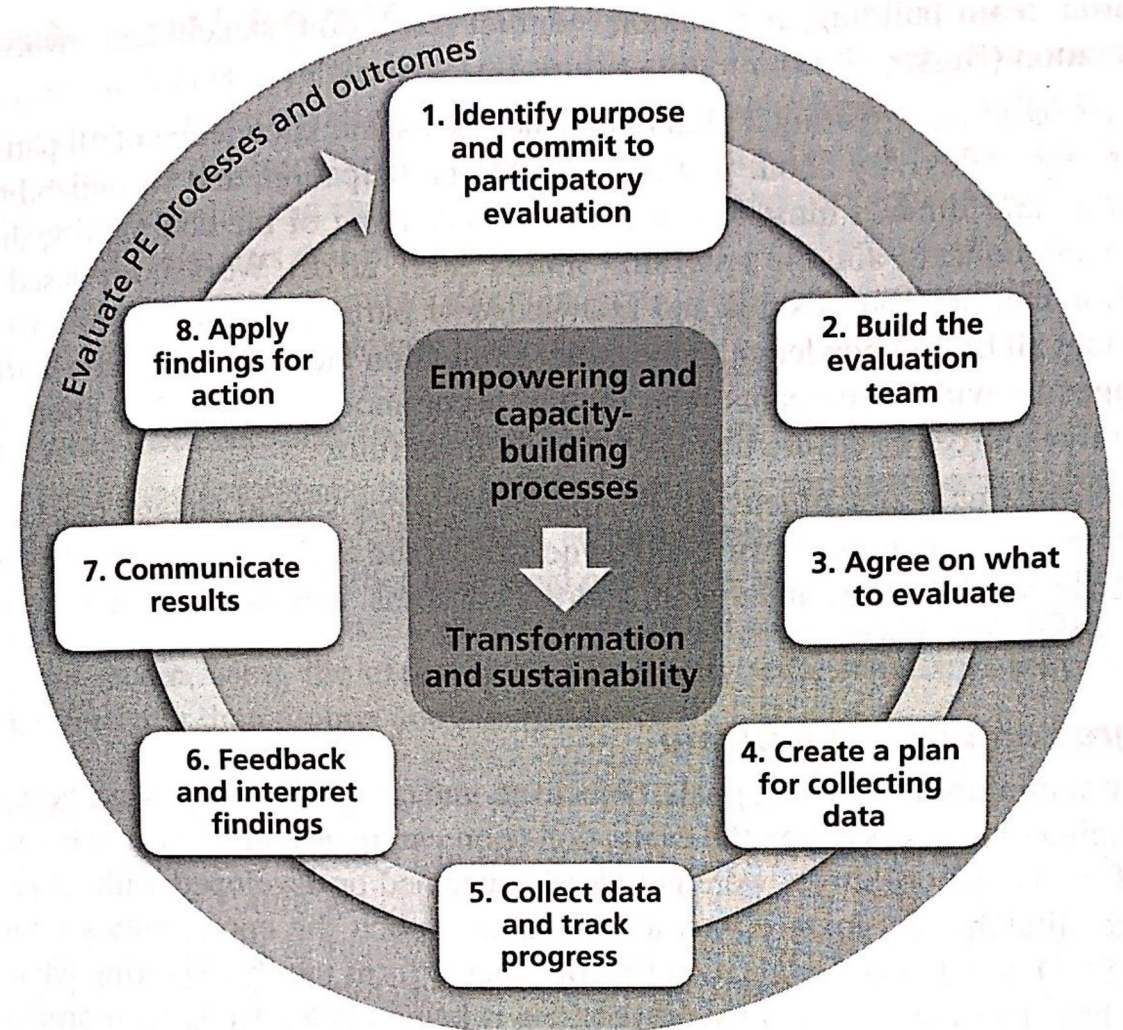 Evaluate PE processes and outcomes
1. Identify purpose
and commit to
participatory
evaluation
2. Build the
evaluation
team
3. Agree on what
to evaluate
4. Create a plan
for collecting
data
5. Collect data
and track
progress
6. Feedback
and interpret
findings
7. Communicate
results
8. Apply
findings for
action
Empowering and
capacity-
building
processes
Transformation
and sustainability